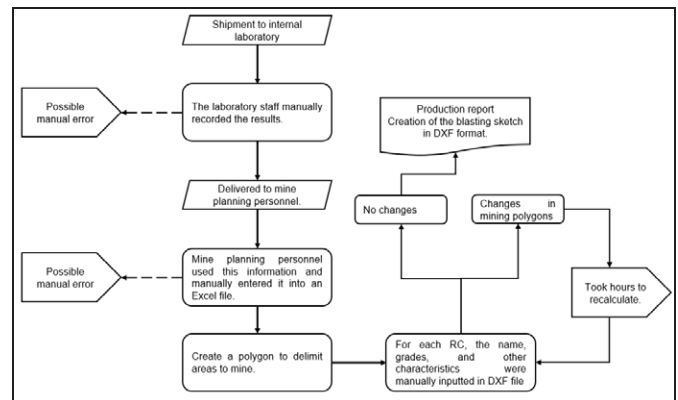 Shipment to internal
laboratory
Possible
manual error
The laboratory staff manually
recorded the results.
Production report
Creation of the blasting sketch
in DXF format.
Delivered to mine
planning personnel.
No changes
Changes in
mining polygons
Possible
manual error
Mine planning personnel
used this information and
manually entered it into an
Excel file.
Took hours to
recalculate.
Create a polygon to delimit
areas to mine.
For each RC, the name,
grades, and other
characteristics were
manually inputted in DXF file